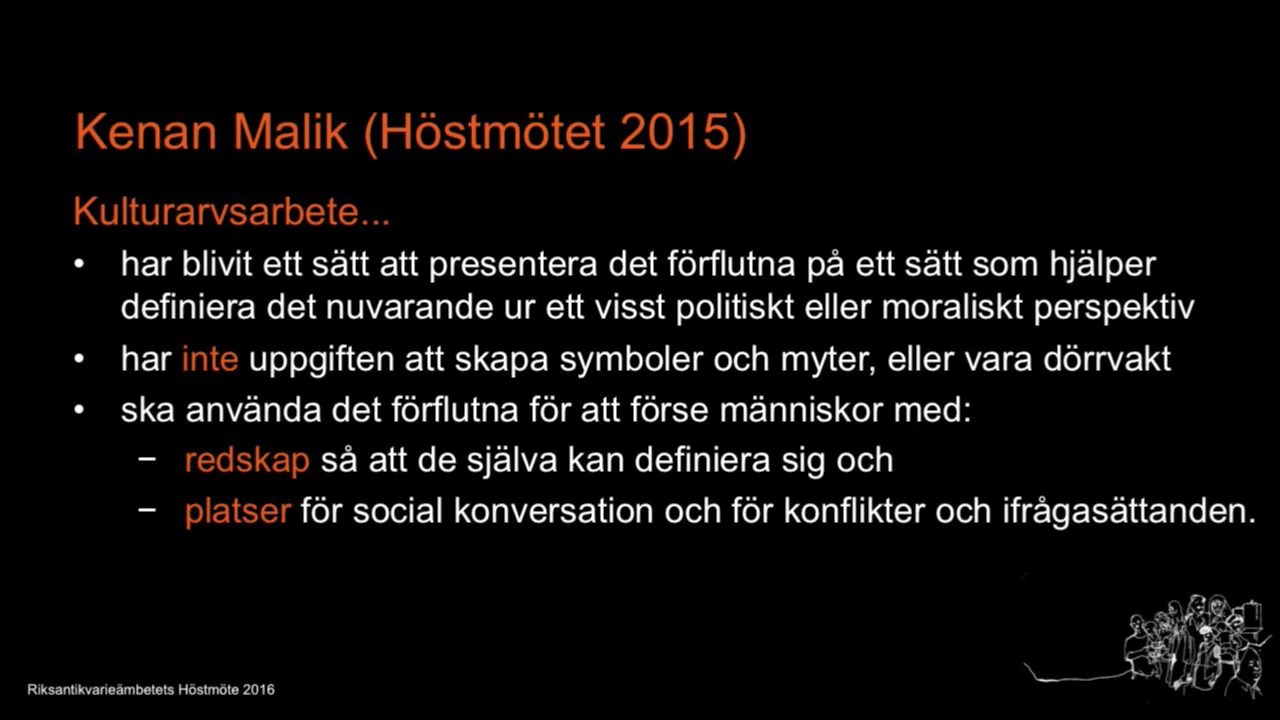 Kenan Malik (Höstmötet 2015)
Kulturarvsarbete...
• har blivit ett sätt att presentera det förflutna på ett sätt som hjälper
definiera det nuvarande ur ett visst politiskt eller moraliskt perspektiv
• har inte uppgiften att skapa symboler och myter, eller vara dörrvakt
• ska använda det förflutna för att förse människor med:
− redskap så att de själva kan definiera sig och
− platser för social konversation och för konflikter och ifrågasättanden.
Riksantikvarieämbetets Höstmöte 2016